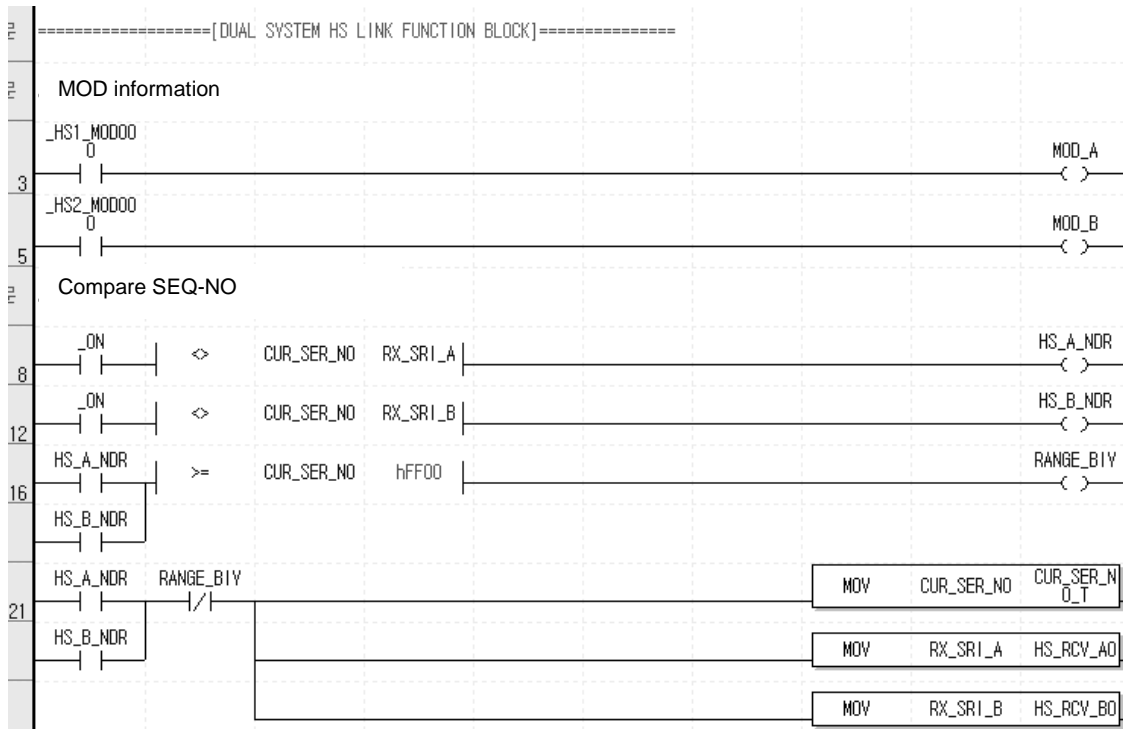 ====================[DUAL SYSTEM HS LINK FUNCTION BLOCK]================
MOD information
_HS1_MOD00
0
MOD_A
3
_HS2_MOD00
0
MOD_B
5
Compare SEQ-NO
_ON <> CUR_SER_NO RX_SRI_A HS_A_NDR
8
_ON <> CUR_SER_NO RX_SRI_B HS_B_NDR
12
HS_A_NDR >= CUR_SER_NO hFF00 RANGE_BIV
16
HS_B_NDR
HS_A_NDR RANGE_BIV MOV CUR_SER_NO CUR_SER_N
0_T
21
HS_B_NDR MOV RX_SRI_A HS_RCV_A0
MOV RX_SRI_B HS_RCV_B0